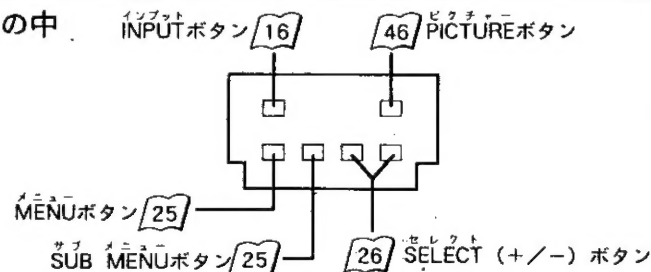 の中
インプット ピクチャー
INPUTボタン 16 46 PICTUREボタン
メニュー
MENUボタン 25
サブ メニュー セレクト
SUB MENUボタン 25 26 SELECT (+/-) ボタン